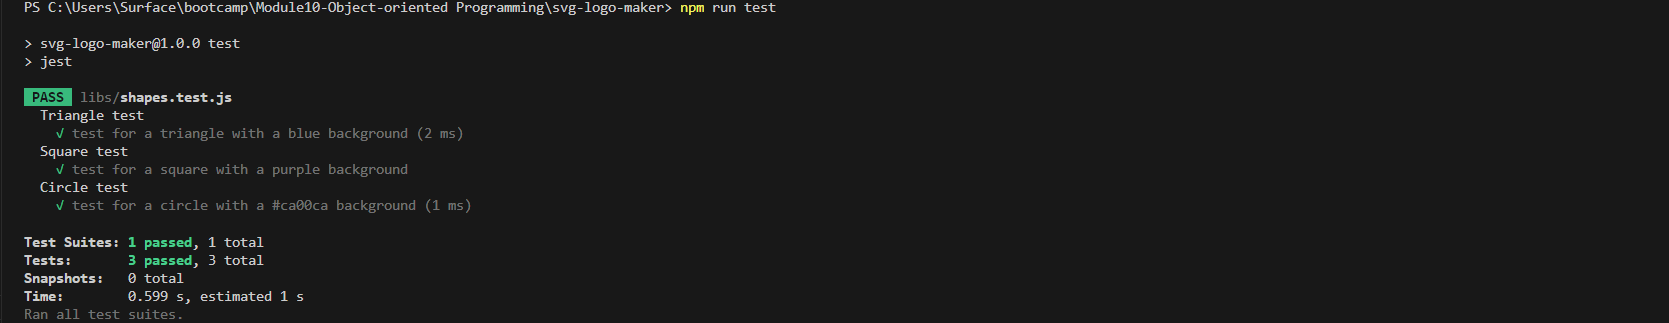 PS C:\Users\Surface\bootcamp\Module10-Object-oriented Programming\svg-logo-maker> npm run test
> svg-logo-maker@1.0.0 test
> jest
PASS libs/shapes.test.js
Triangle test
√ test for a triangle with a blue background (2 ms)
Square test
√ test for a square with a purple background
Circle test
√ test for a circle with a #ca00ca background (1 ms)
Test Suites: 1 passed, 1 total
Tests: 3 passed, 3 total
Snapshots: 0 total
Time: 0.599 s, estimated 1 s
Ran all test suites.